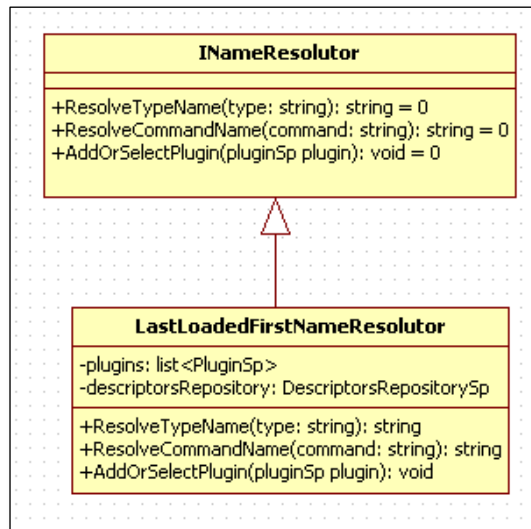 INameResolutor
+ResolveTypeName(type: string): string = 0
+ResolveCommandName(command: string): string = 0
+AddOrSelectPlugin(pluginSp plugin): void = 0
LastLoadedFirstNameResolutor
-plugins: list<PluginSp>
-descriptorsRepository: DescriptorsRepositorySp
+ResolveTypeName(type: string): string
+ResolveCommandName(command: string): string
+AddOrSelectPlugin(pluginSp plugin): void